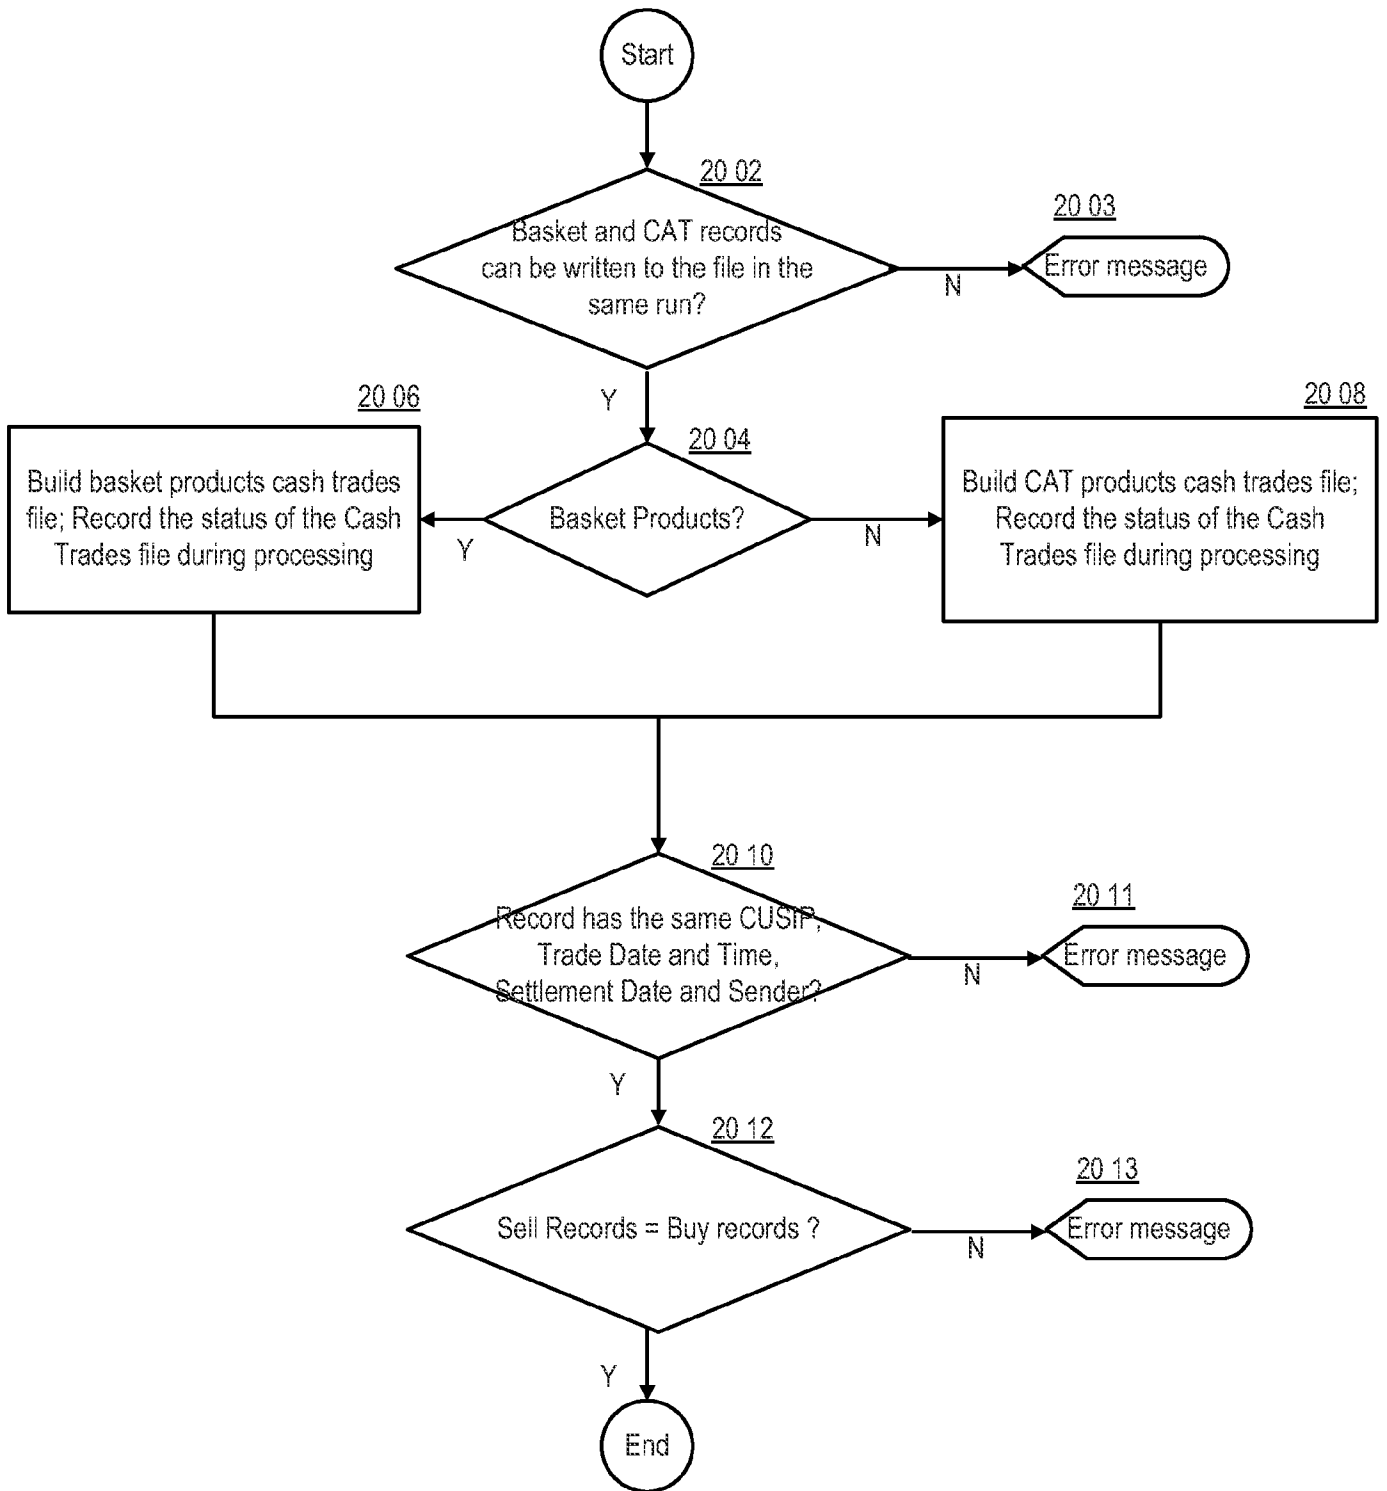 Start
20 02
Basket and CAT records
can be written to the file in the
same run?
N
20 03
Error message
Y
20 06
Build basket products cash trades
file; Record the status of the Cash
Trades file during processing
20 04
Basket Products?
Y
N
20 08
Build CAT products cash trades file;
Record the status of the Cash
Trades file during processing
20 10
Record has the same CUSIP,
Trade Date and Time,
Settlement Date and Sender?
N
20 11
Error message
Y
20 12
Sell Records = Buy records ?
N
20 13
Error message
Y
End